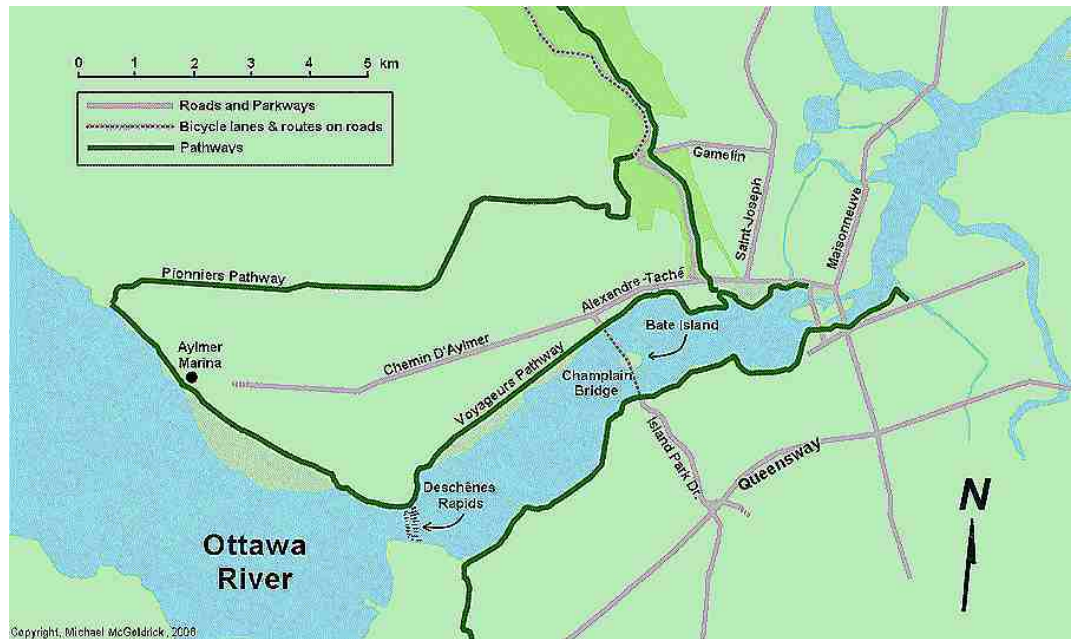 0 1 2 3 4 5 km
Roads and Parkways
Bicycle lanes & routes on roads
Pathways
Gamelin
Saint-Joseph
Maisonneuve
Pionniers Pathway
Alexandre-Taché
Bate Island
Aylmer
Marina
Chemin D'Aylmer
Voyageurs Pathway
Champlain
Bridge
Island Park Dr.
Queensway
Deschênes
Rapids
Ottawa
River
N
Copyright, Michael McGoldrick, 2006